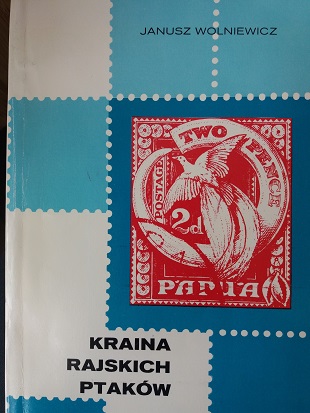 JANUSZ WOLNIEWICZ
TWO PENCE
POSTAGE
2d
PAPUA
KRAINA
RAJSKICH
PTAKÓW